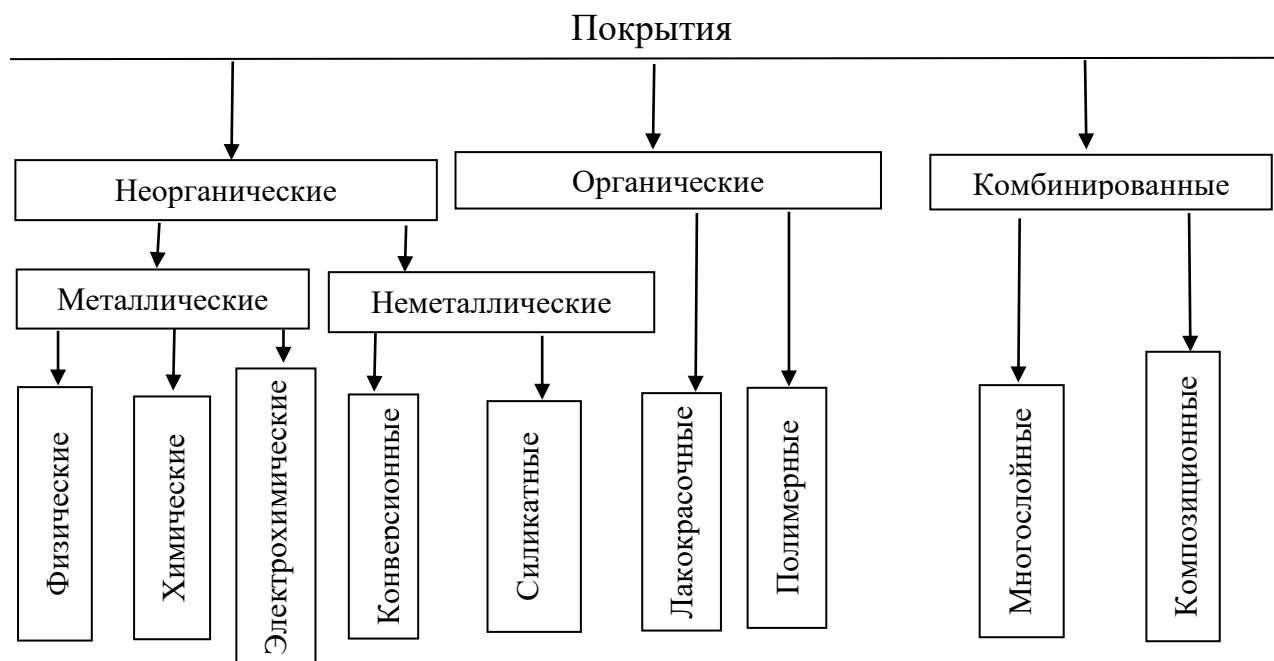 Покрытия
Неорганические
Органические
Комбинированные
Металлические
Неметаллические
Физические
Химические
Электрохимические
Конверсионные
Силикатные
Лакокрасочные
Полимерные
Многослойные
Композиционные